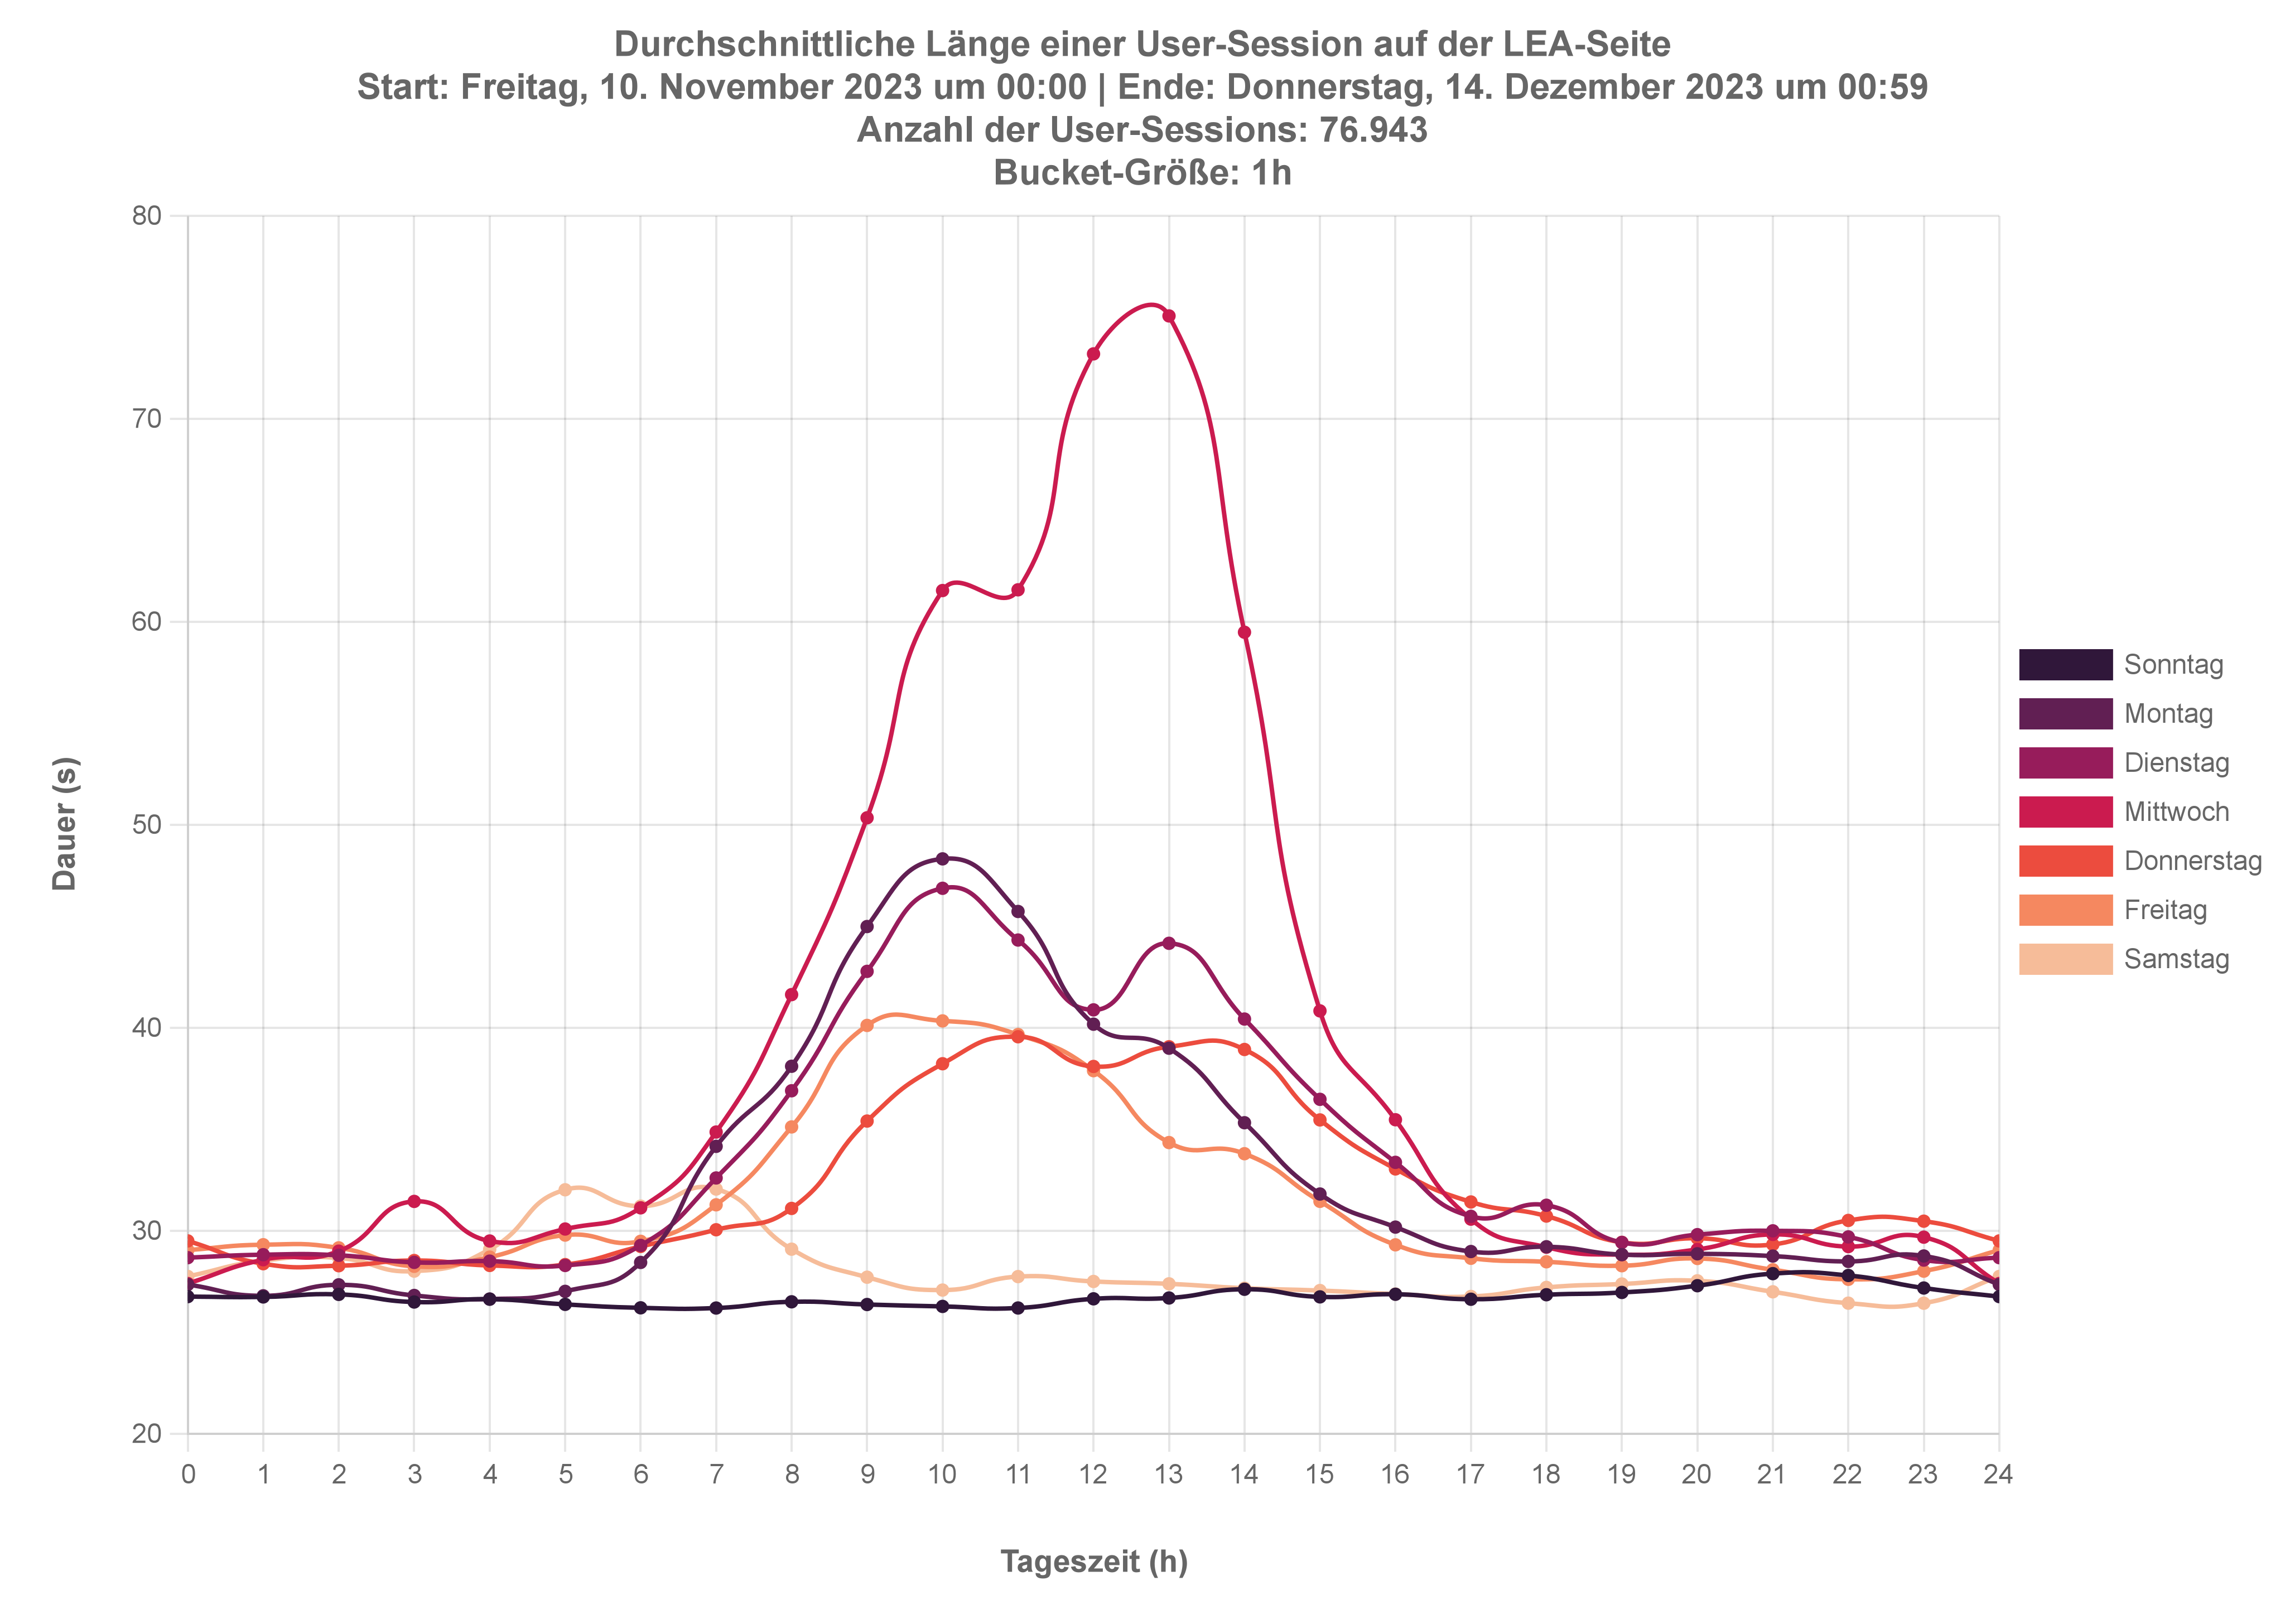 Durchschnittliche Länge einer User-Session auf der LEA-Seite
Start: Freitag, 10. November 2023 um 00:00 | Ende: Donnerstag, 14. Dezember 2023 um 00:59
Anzahl der User-Sessions: 76.943
Bucket-Größe: 1h
80
70
60
50
40
30
20
Dauer (s)
0 1 2 3 4 5 6 7 8 9 10 11 12 13 14 15 16 17 18 19 20 21 22 23 24
Tageszeit (h)
Sonntag
Montag
Dienstag
Mittwoch
Donnerstag
Freitag
Samstag